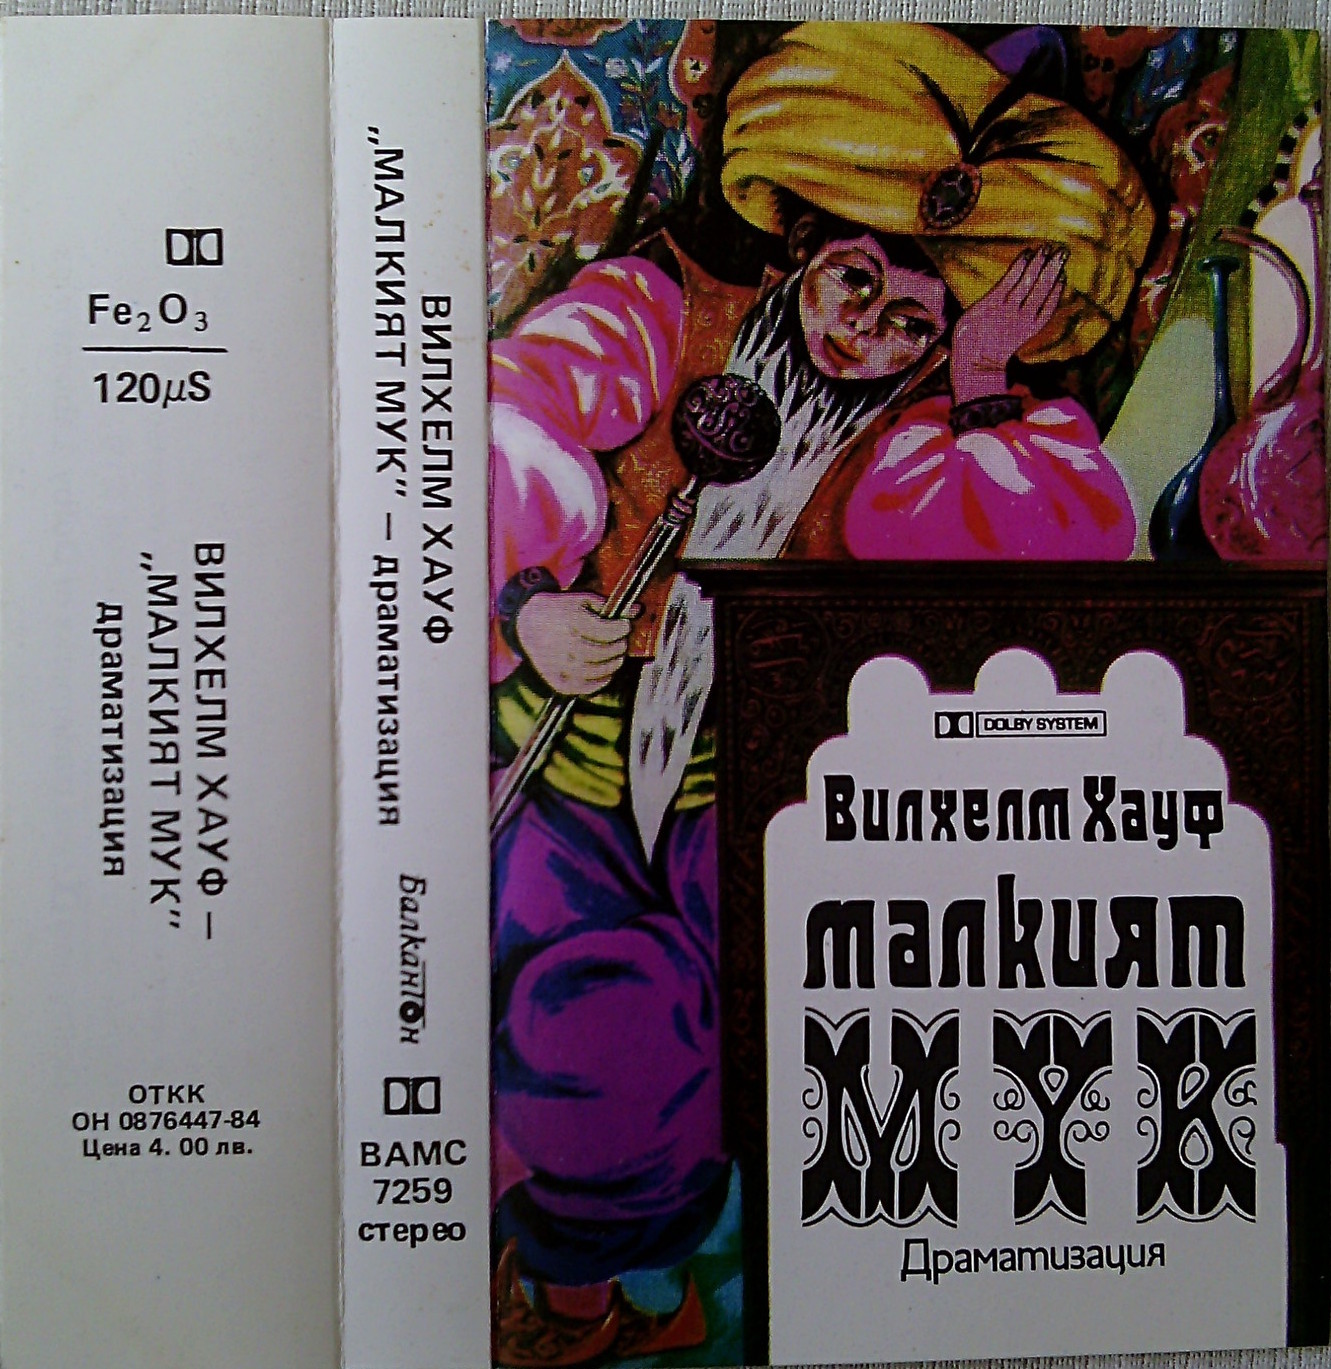 Fe₂O₃
120μS
ВИЛХЕЛМ ХАУФ –
„МАЛКИЯТ МУК“
драматизация
ОТКК
ОН 0876447-84
Цена 4. 00 лв.
ВИЛХЕЛМ ХАУФ
„МАЛКИЯТ МУК“ – драматизация
Балкантон
ВАМС
7259
стерео
DOLBY SYSTEM
Вилхелм Хауф
малкият
МУК
Драматизация